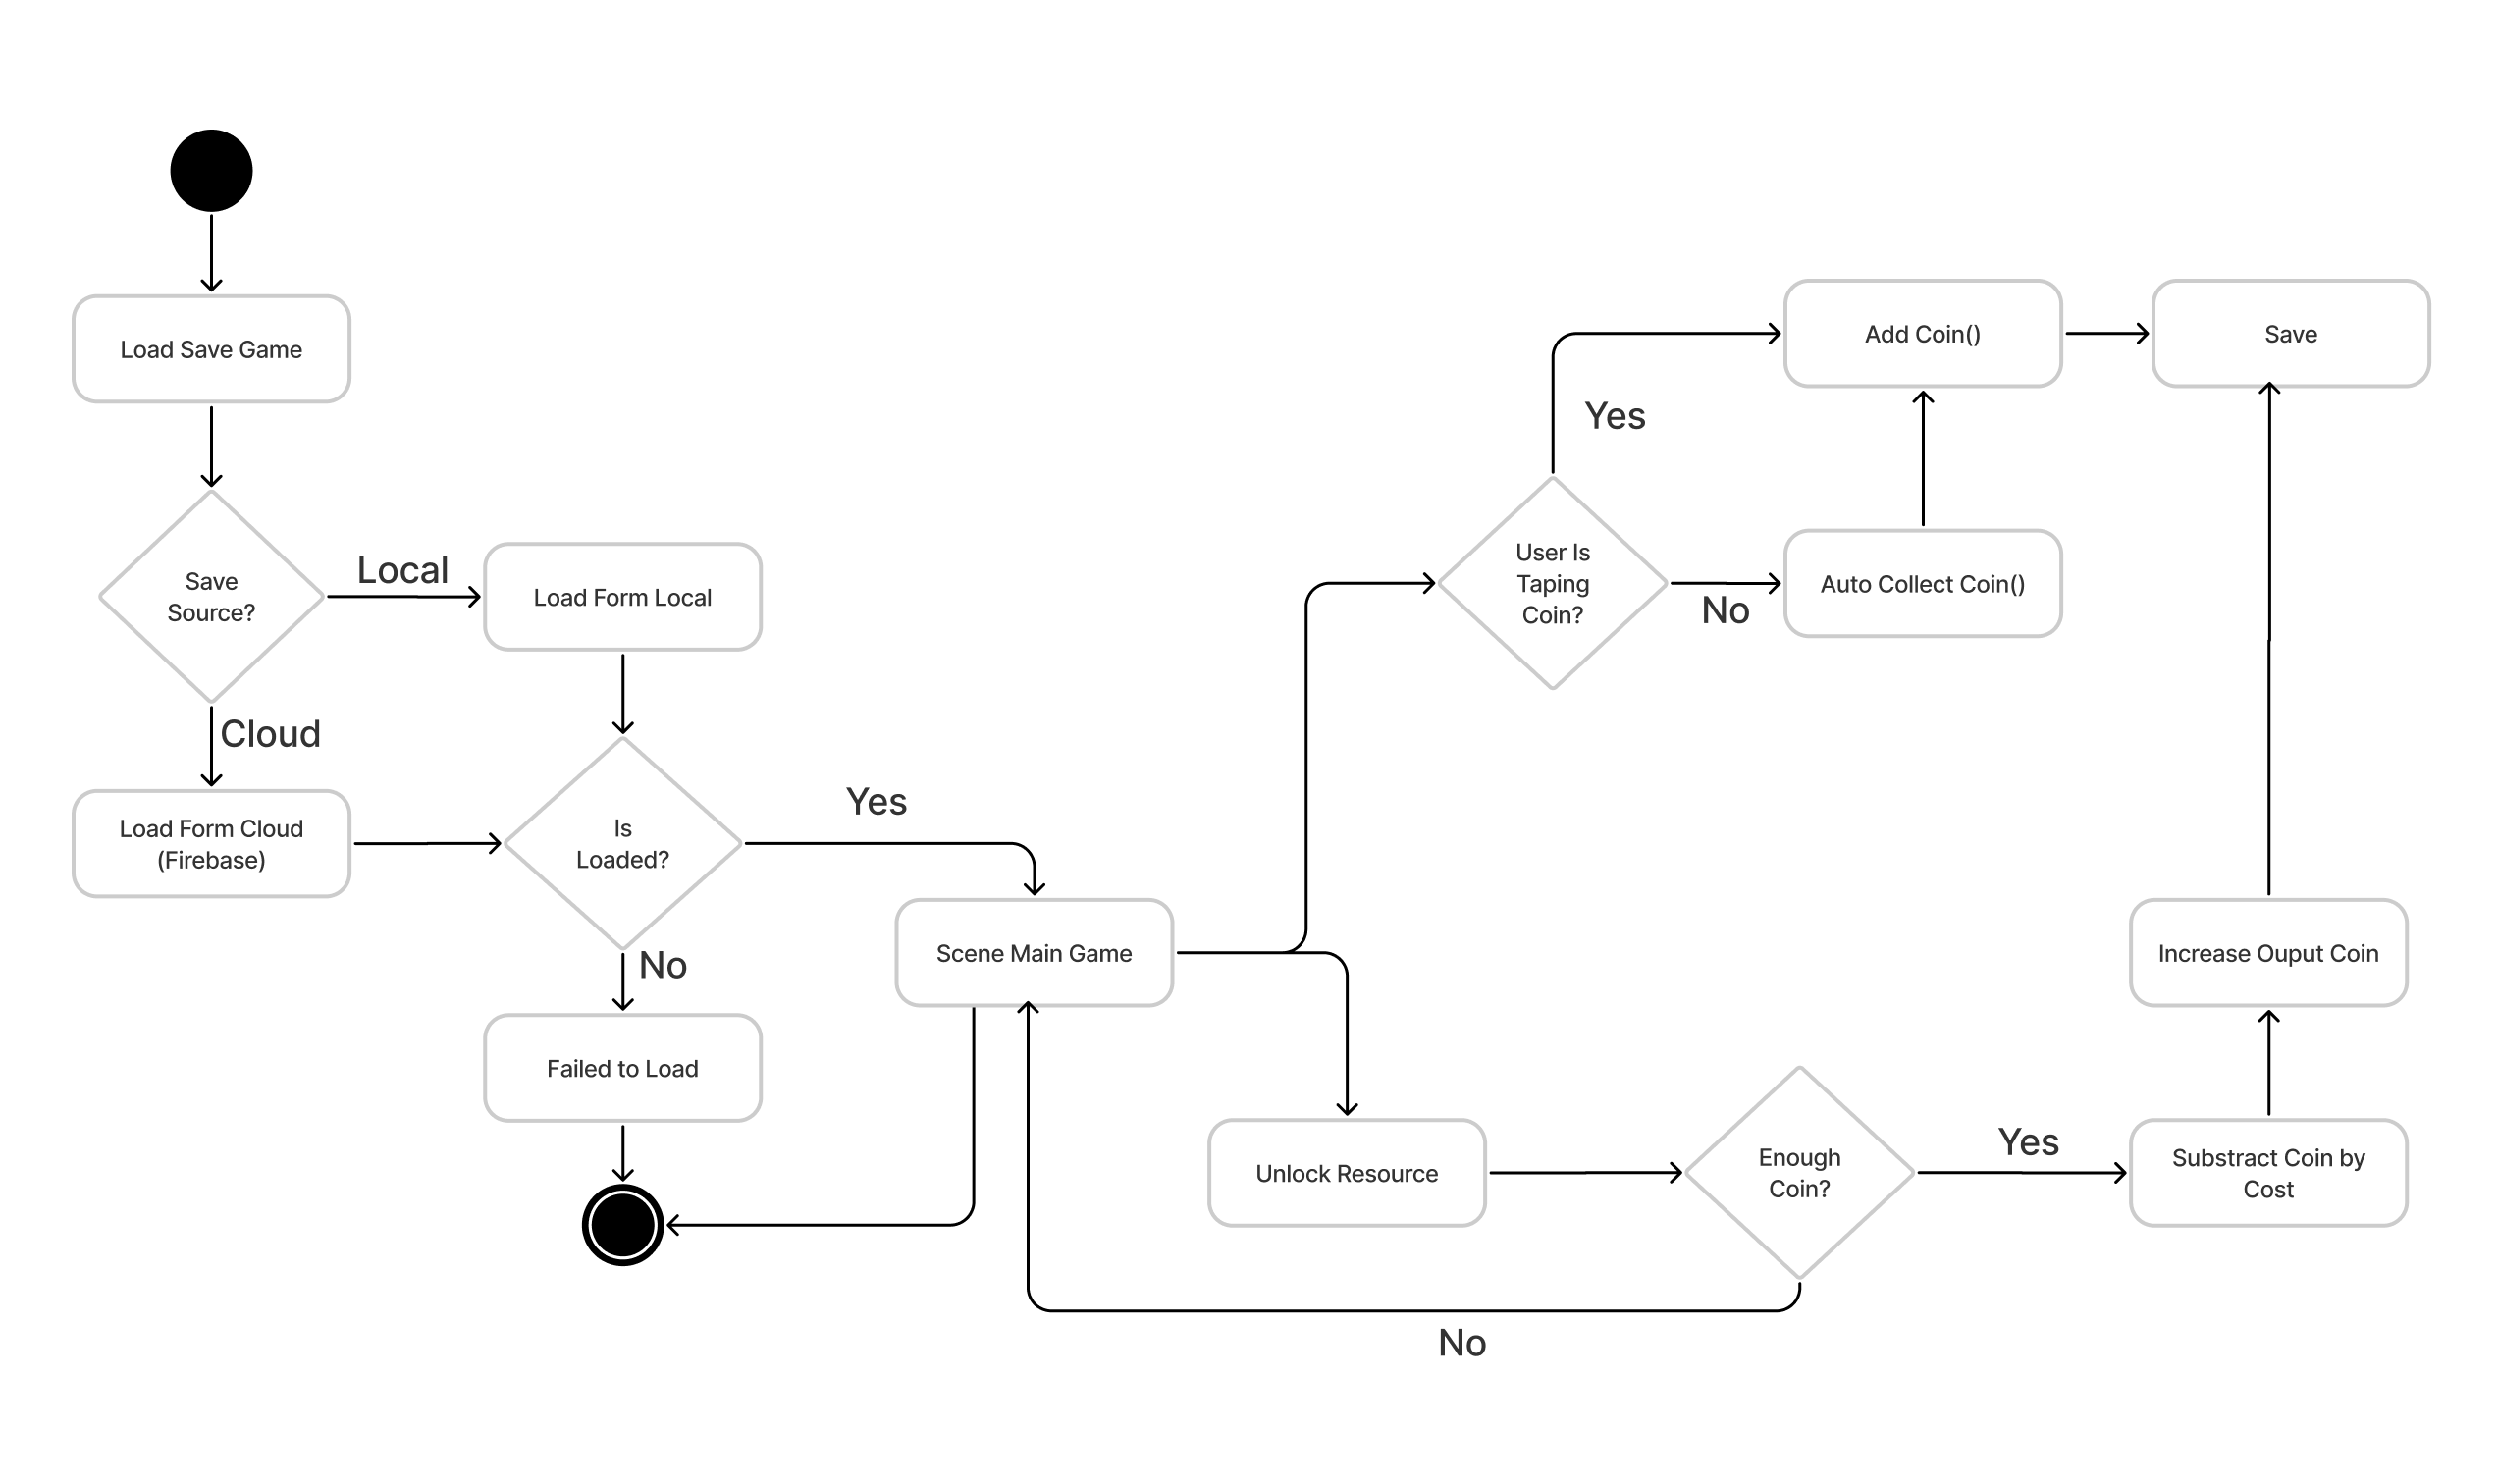 Load Save Game
Save
Source?
Local
Load Form Local
Cloud
Load Form Cloud
(Firebase)
Is
Loaded?
Yes
No
Failed to Load
Scene Main Game
User Is
Taping
Coin?
Yes
No
Add Coin()
Save
Auto Collect Coin()
Unlock Resource
Enough
Coin?
Yes
No
Substract Coin by
Cost
Increase Ouput Coin